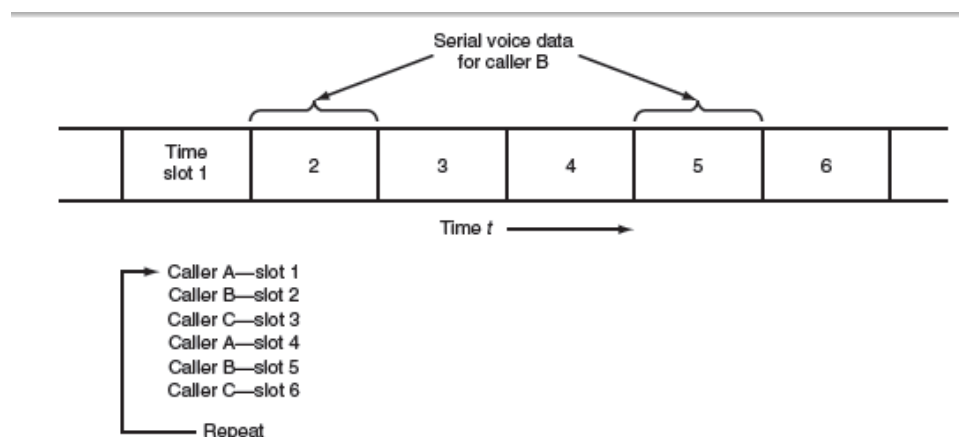 Serial voice data
for caller B
Time
slot 1
2
3
4
5
6
Time t
Caller A—slot 1
Caller B—slot 2
Caller C—slot 3
Caller A—slot 4
Caller B—slot 5
Caller C—slot 6
Repeat